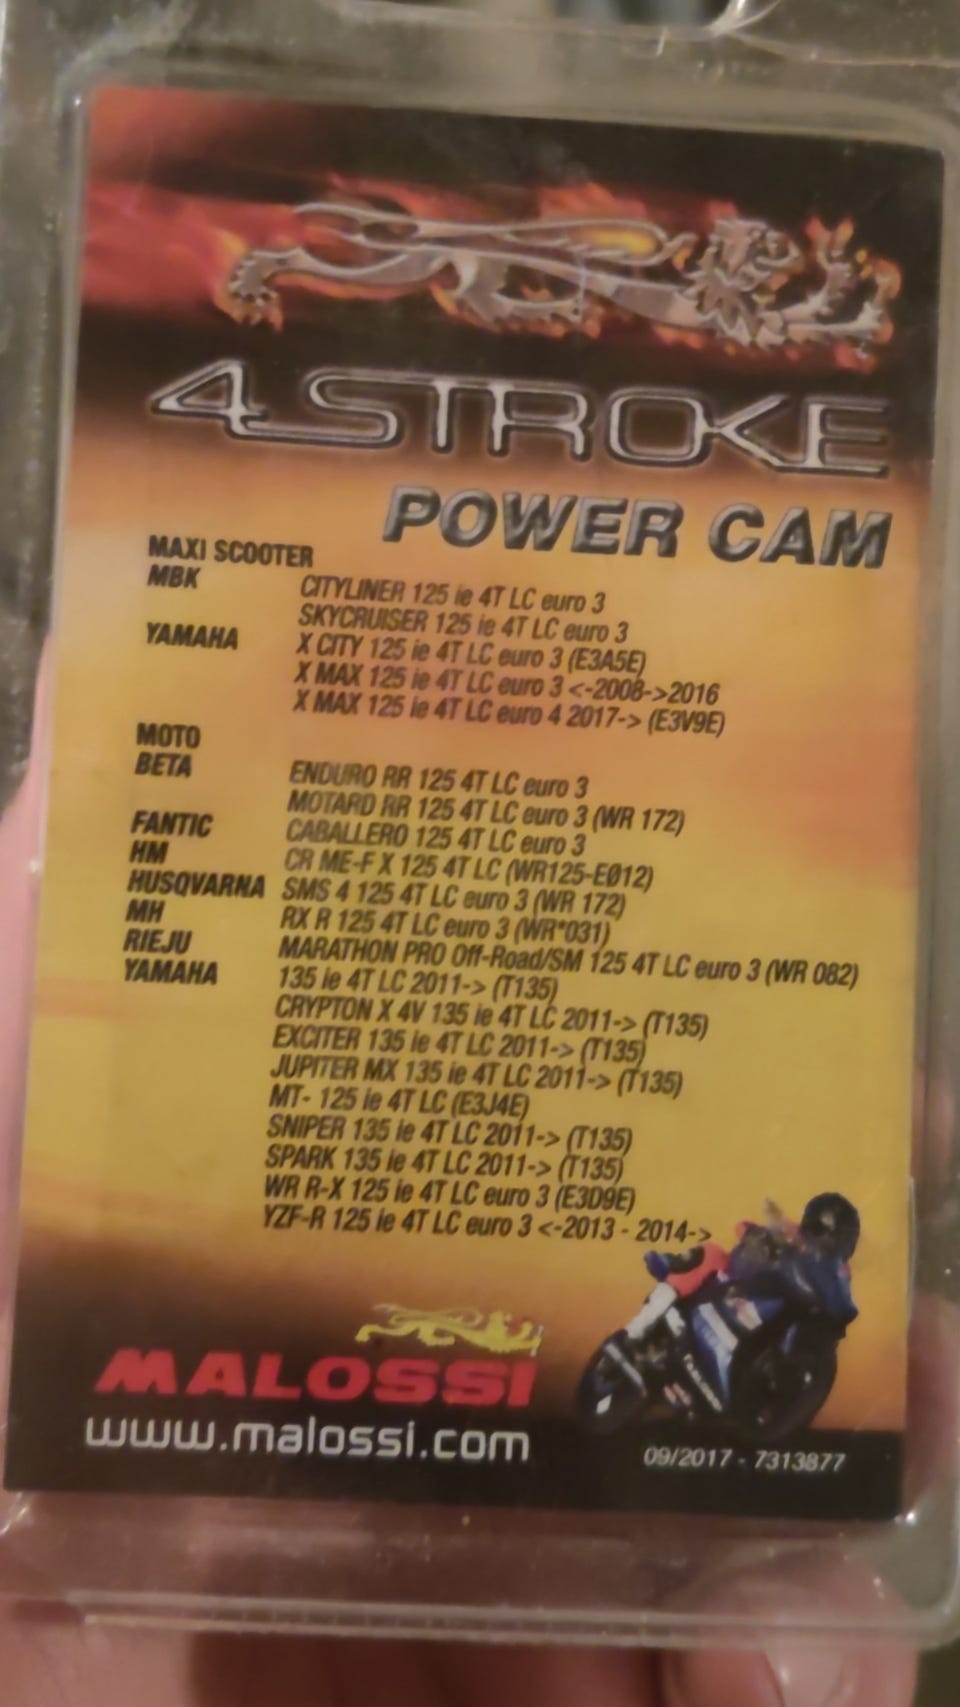 4STROKE
POWER CAM
MAXI SCOOTER
MBK CITYLINER 125 ie 4T LC euro 3
SKYCRUISER 125 ie 4T LC euro 3
YAMAHA X CITY 125 ie 4T LC euro 3 (E3A5E)
X MAX 125 ie 4T LC euro 3 <-2008->2016
X MAX 125 ie 4T LC euro 4 2017-> (E3V9E)
MOTO
BETA ENDURO RR 125 4T LC euro 3
MOTARD RR 125 4T LC euro 3 (WR 172)
FANTIC CABALLERO 125 4T LC euro 3
HM CR ME-F X 125 4T LC (WR125-EØ12)
HUSQVARNA SMS 4 125 4T LC euro 3 (WR 172)
MH RX R 125 4T LC euro 3 (WR*031)
RIEJU MARATHON PRO Off-Road/SM 125 4T LC euro 3 (WR 082)
YAMAHA 135 ie 4T LC 2011-> (T135)
CRYPTON X 4V 135 ie 4T LC 2011-> (T135)
EXCITER 135 ie 4T LC 2011-> (T135)
JUPITER MX 135 ie 4T LC 2011-> (T135)
MT- 125 ie 4T LC (E3J4E)
SNIPER 135 ie 4T LC 2011-> (T135)
SPARK 135 ie 4T LC 2011-> (T135)
WR R-X 125 ie 4T LC euro 3 (E3D9E)
YZF-R 125 ie 4T LC euro 3 <-2013 - 2014->
MALOSSI
www.malossi.com
09/2017 - 7313877